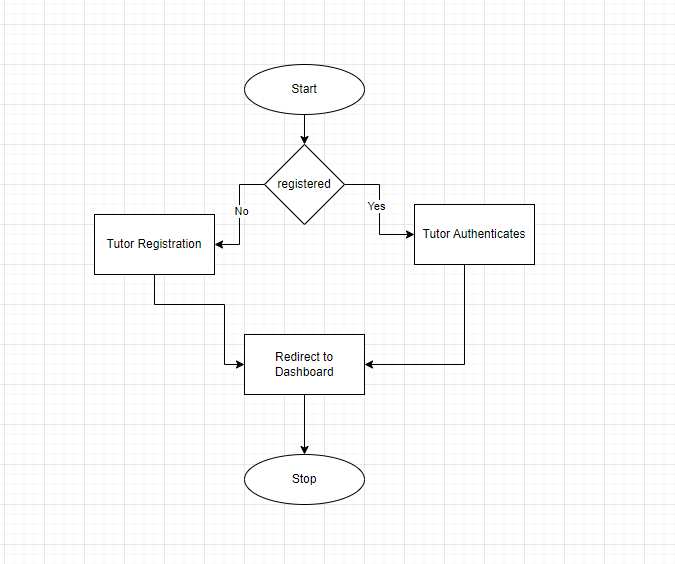 Start
registered
No
Yes
Tutor Registration
Tutor Authenticates
Redirect to
Dashboard
Stop